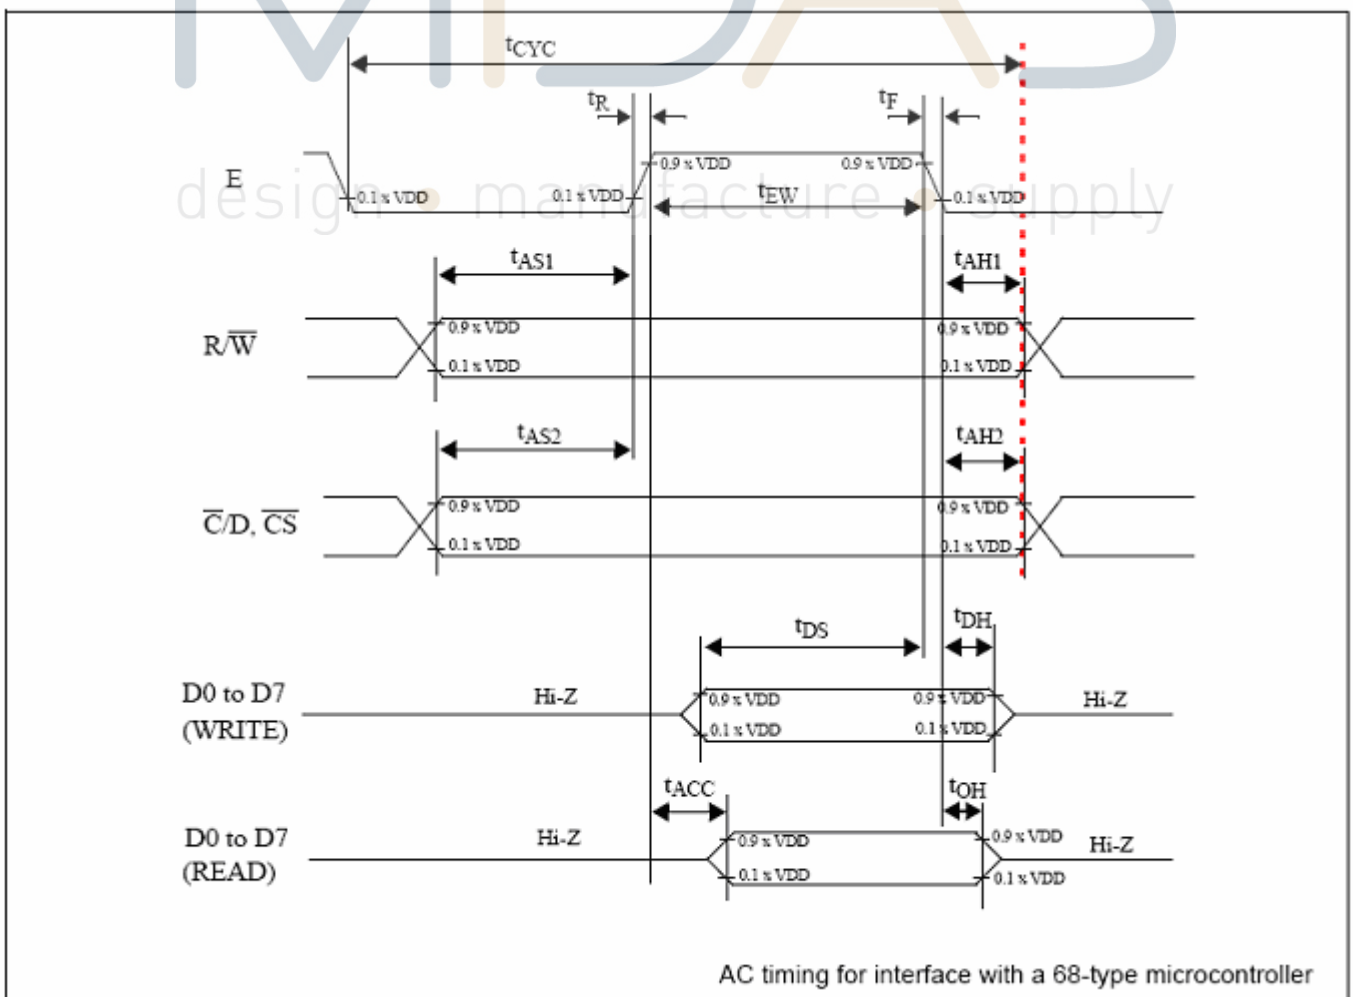 MIDAS
design • manufacture • supply
tCYC
tR
tF
E
0.9 x VDD
0.9 x VDD
0.1 x VDD
0.1 x VDD
tEW
0.1 x VDD
tAS1
tAH1
R/W̅
0.9 x VDD
0.9 x VDD
0.1 x VDD
0.1 x VDD
tAS2
tAH2
C̅/D, C̅S̅
0.9 x VDD
0.9 x VDD
0.1 x VDD
0.1 x VDD
tDS
tDH
D0 to D7
(WRITE)
Hi-Z
0.9 x VDD
0.9 x VDD
Hi-Z
0.1 x VDD
0.1 x VDD
tACC
tOH
D0 to D7
(READ)
Hi-Z
0.9 x VDD
0.9 x VDD
Hi-Z
0.1 x VDD
0.1 x VDD
AC timing for interface with a 68-type microcontroller